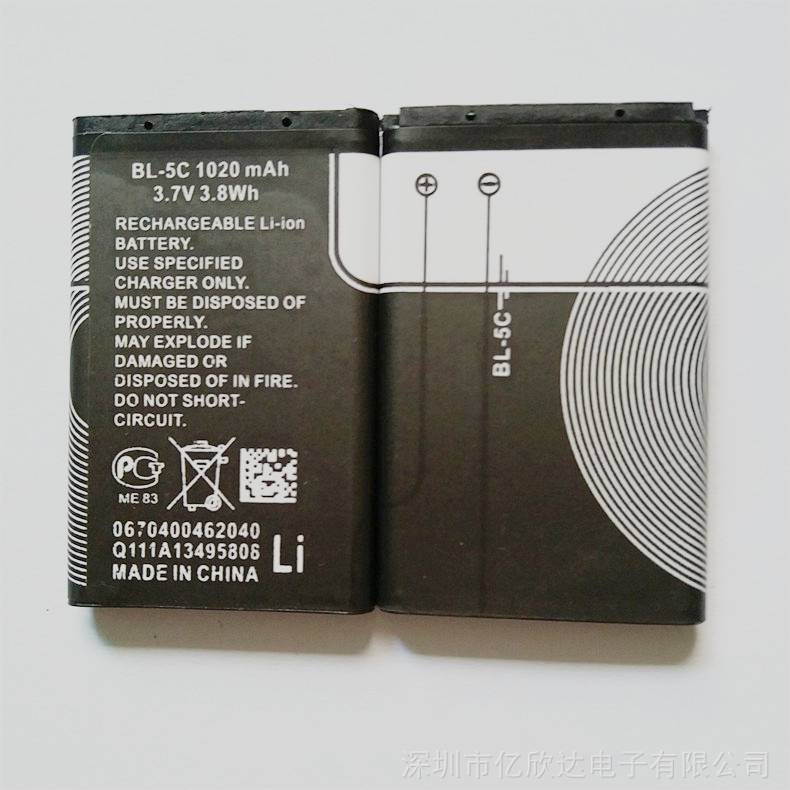 BL-5C 1020 mAh
3.7V 3.8Wh
RECHARGEABLE Li-ion
BATTERY.
USE SPECIFIED
CHARGER ONLY.
MUST BE DISPOSED OF
PROPERLY.
MAY EXPLODE IF
DAMAGED OR
DISPOSED OF IN FIRE.
DO NOT SHORT-
CIRCUIT.
PCT
ME 83
0670400462040
Q111A13495806
MADE IN CHINA
Li
+ -
BL-5C
深圳市亿欣达电子有限公司